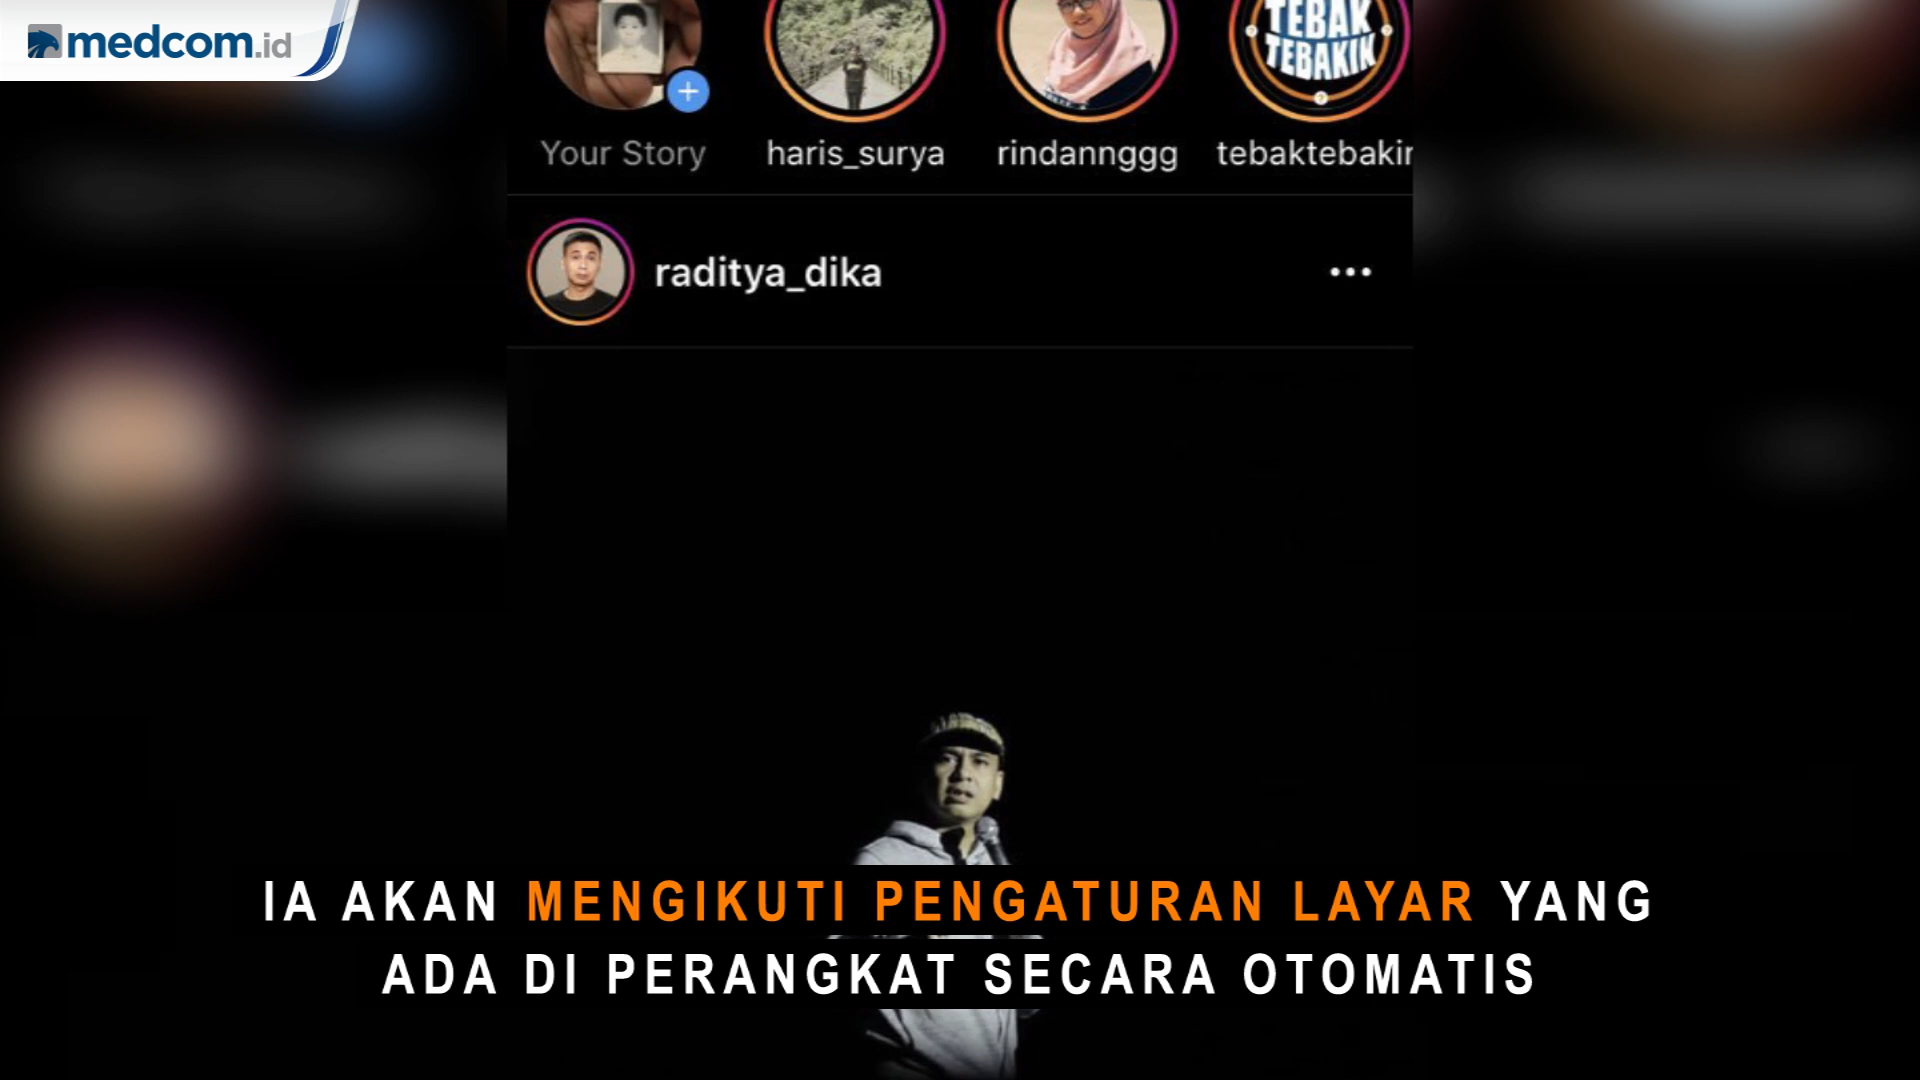 medcom.id
TEBAK
TEBAKIN
Your Story
haris_surya
rindannggg
tebaktebakin
raditya_dika
IA AKAN MENGIKUTI PENGATURAN LAYAR YANG
ADA DI PERANGKAT SECARA OTOMATIS